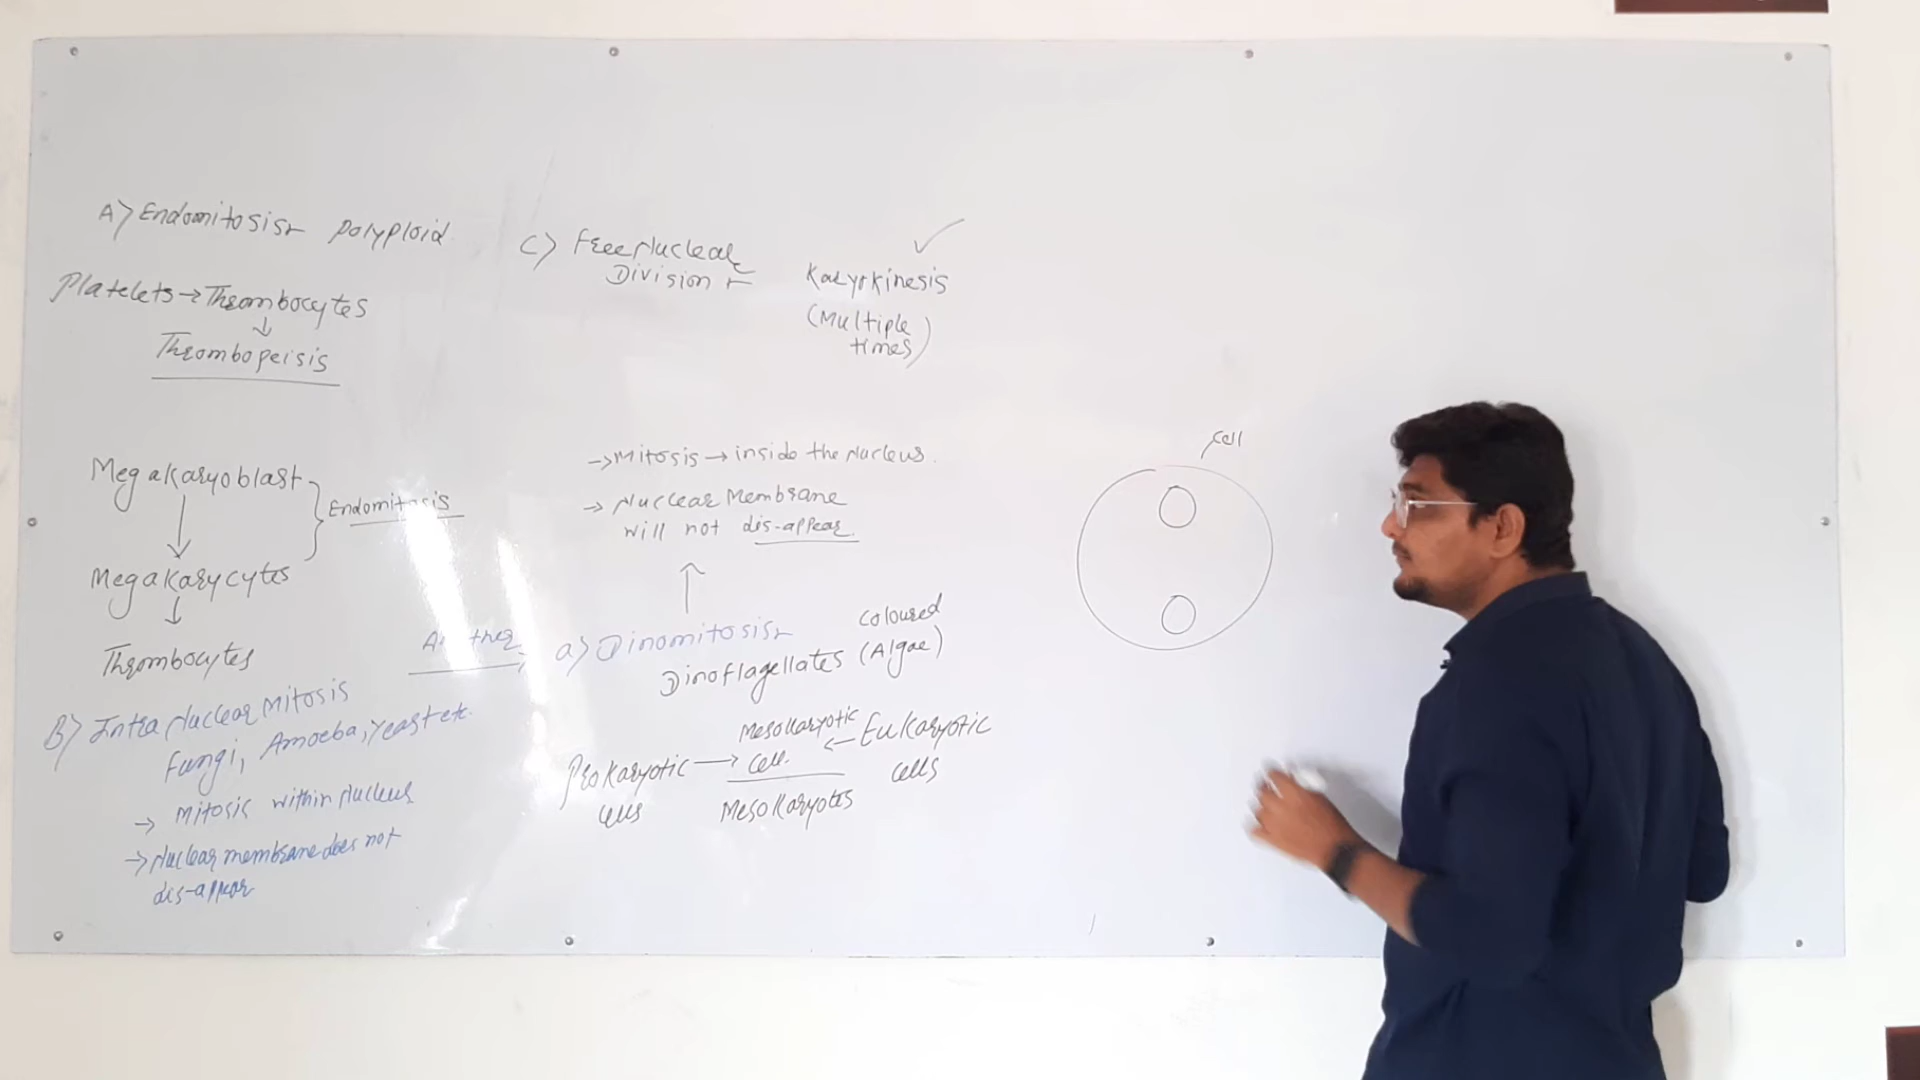 A) Endomitosis polyploid
Platelets → Thrombocytes
↓
Thrombopeisis
Megakaryoblast
Endomitosis
↓
Megakarycytes
↓
Thrombocytes
B) Intra Nuclear Mitosis
Fungi, Amoeba, Yeast etc.
→ Mitosis within Nucleus
→ Nuclear membrane does not
dis-appear
C) Free Nuclear
Division
✓
Karyokinesis
(Multiple
times)
→ Mitosis → inside the Nucleus.
→ Nuclear Membrane
will not dis-appear.
↑
Another → a) Dinomitosis
Dinoflagellates (Algae)
coloured
Prokaryotic → Mesokaryotic ← Eukaryotic
cells
cell.
cells
Mesokaryotes
cell